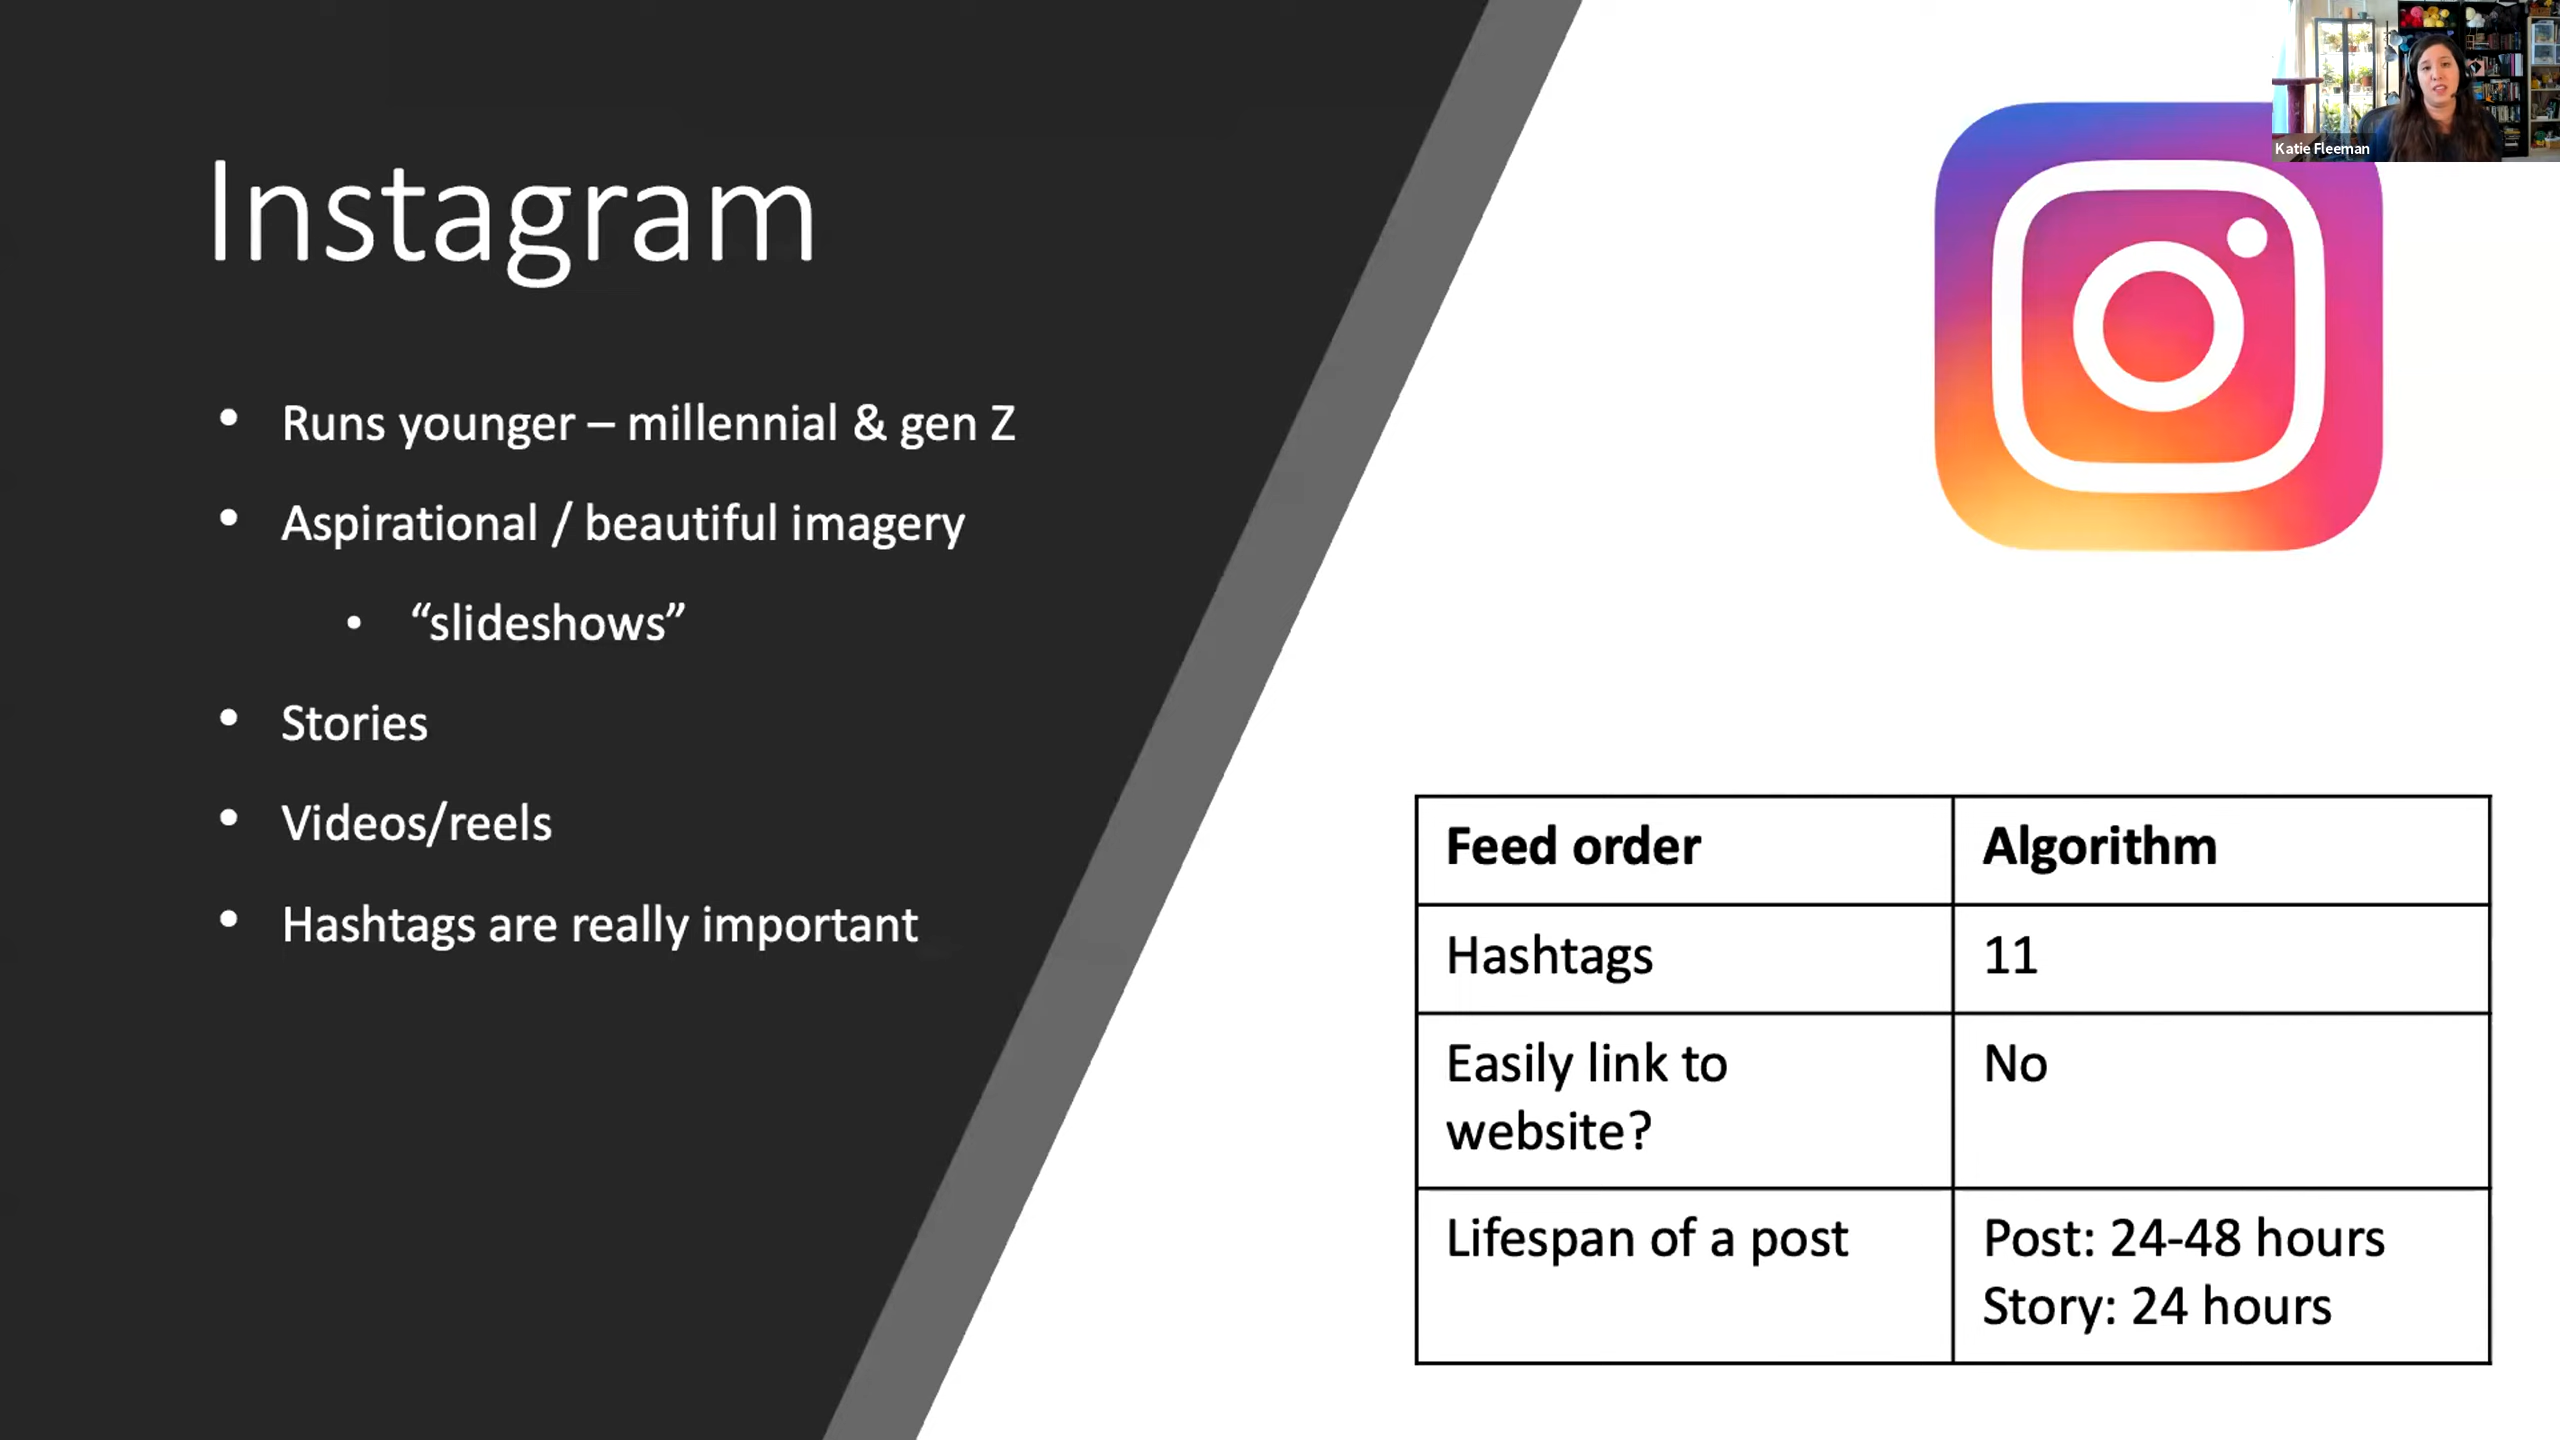 Instagram
• Runs younger – millennial & gen Z
• Aspirational / beautiful imagery
• “slideshows”
• Stories
• Videos/reels
• Hashtags are really important
Katie Fleeman
Feed order Algorithm
Hashtags 11
Easily link to No
website?
Lifespan of a post Post: 24-48 hours
Story: 24 hours